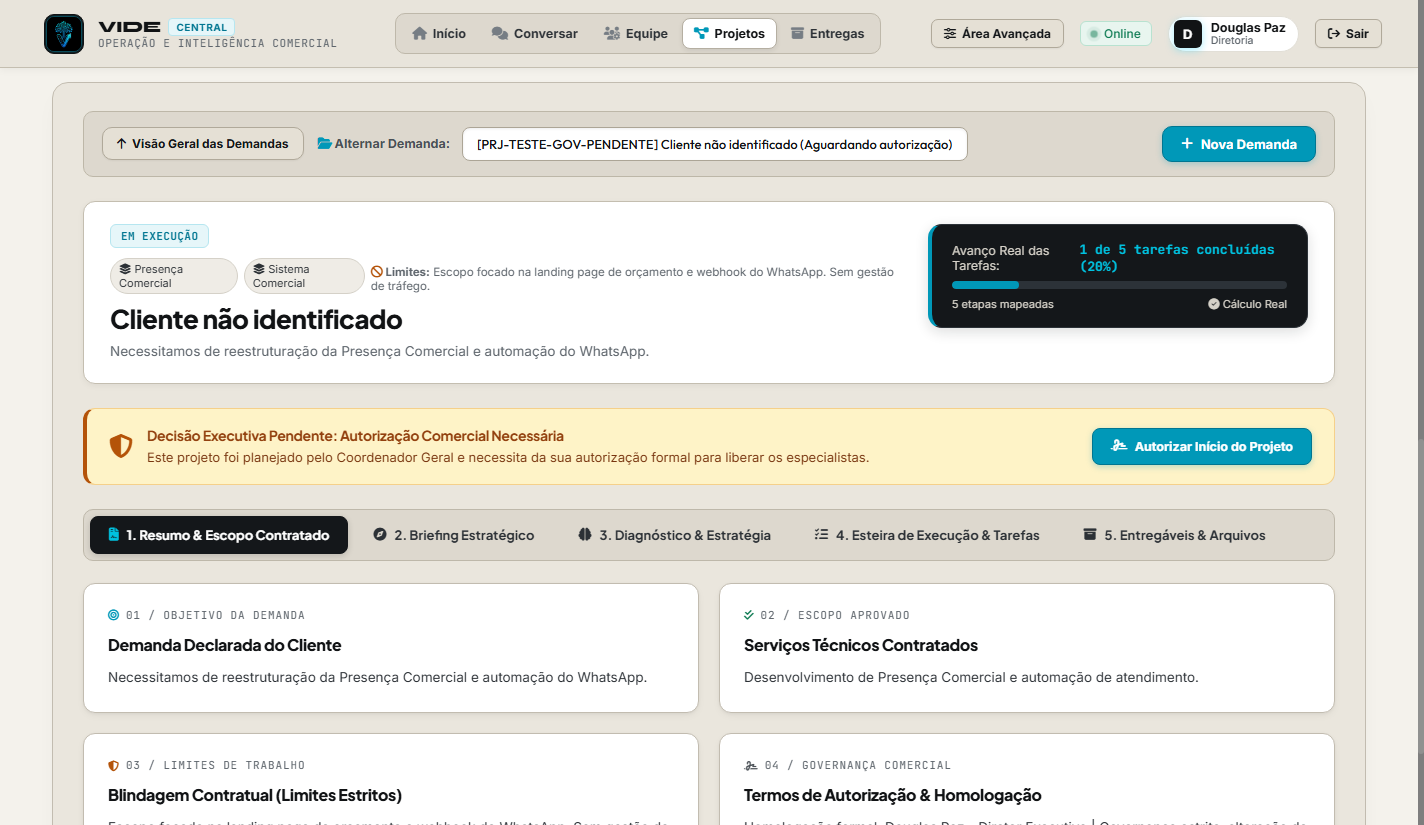 VIDE CENTRAL
OPERAÇÃO E INTELIGÊNCIA COMERCIAL
Início
Conversar
Equipe
Projetos
Entregas
Área Avançada
Online
D
Douglas Paz
Diretoria
Sair
Visão Geral das Demandas
Alternar Demanda:
[PRJ-TESTE-GOV-PENDENTE] Cliente não identificado (Aguardando autorização)
Nova Demanda
EM EXECUÇÃO
Presença
Comercial
Sistema
Comercial
Limites: Escopo focado na landing page de orçamento e webhook do WhatsApp. Sem gestão
de tráfego.
Cliente não identificado
Necessitamos de reestruturação da Presença Comercial e automação do WhatsApp.
Avanço Real das
Tarefas:
1 de 5 tarefas concluídas
(20%)
5 etapas mapeadas
Cálculo Real
Decisão Executiva Pendente: Autorização Comercial Necessária
Este projeto foi planejado pelo Coordenador Geral e necessita da sua autorização formal para liberar os especialistas.
Autorizar Início do Projeto
1. Resumo & Escopo Contratado
2. Briefing Estratégico
3. Diagnóstico & Estratégia
4. Esteira de Execução & Tarefas
5. Entregáveis & Arquivos
01 / OBJETIVO DA DEMANDA
Demanda Declarada do Cliente
Necessitamos de reestruturação da Presença Comercial e automação do WhatsApp.
02 / ESCOPO APROVADO
Serviços Técnicos Contratados
Desenvolvimento de Presença Comercial e automação de atendimento.
03 / LIMITES DE TRABALHO
Blindagem Contratual (Limites Estritos)
04 / GOVERNANÇA COMERCIAL
Termos de Autorização & Homologação